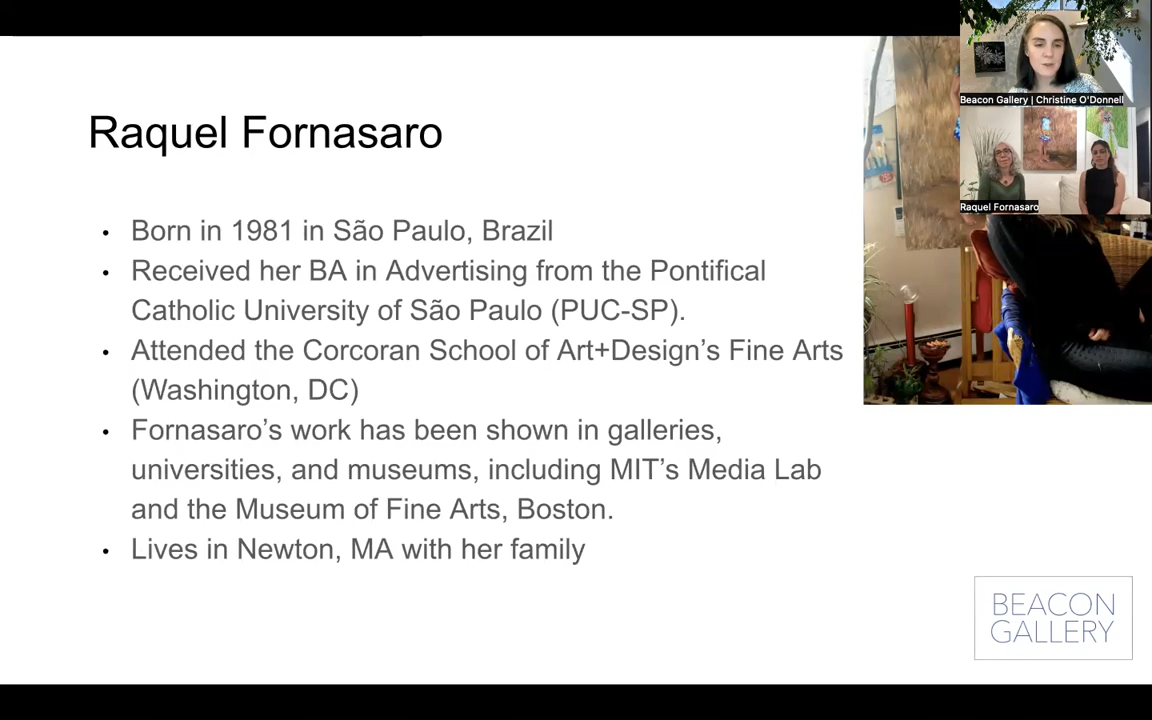 Raquel Fornasaro
• Born in 1981 in São Paulo, Brazil
• Received her BA in Advertising from the Pontifical
Catholic University of São Paulo (PUC-SP).
• Attended the Corcoran School of Art+Design’s Fine Arts
(Washington, DC)
• Fornasaro’s work has been shown in galleries,
universities, and museums, including MIT’s Media Lab
and the Museum of Fine Arts, Boston.
• Lives in Newton, MA with her family
Beacon Gallery | Christine O'Donnell
Raquel Fornasaro
BEACON
GALLERY